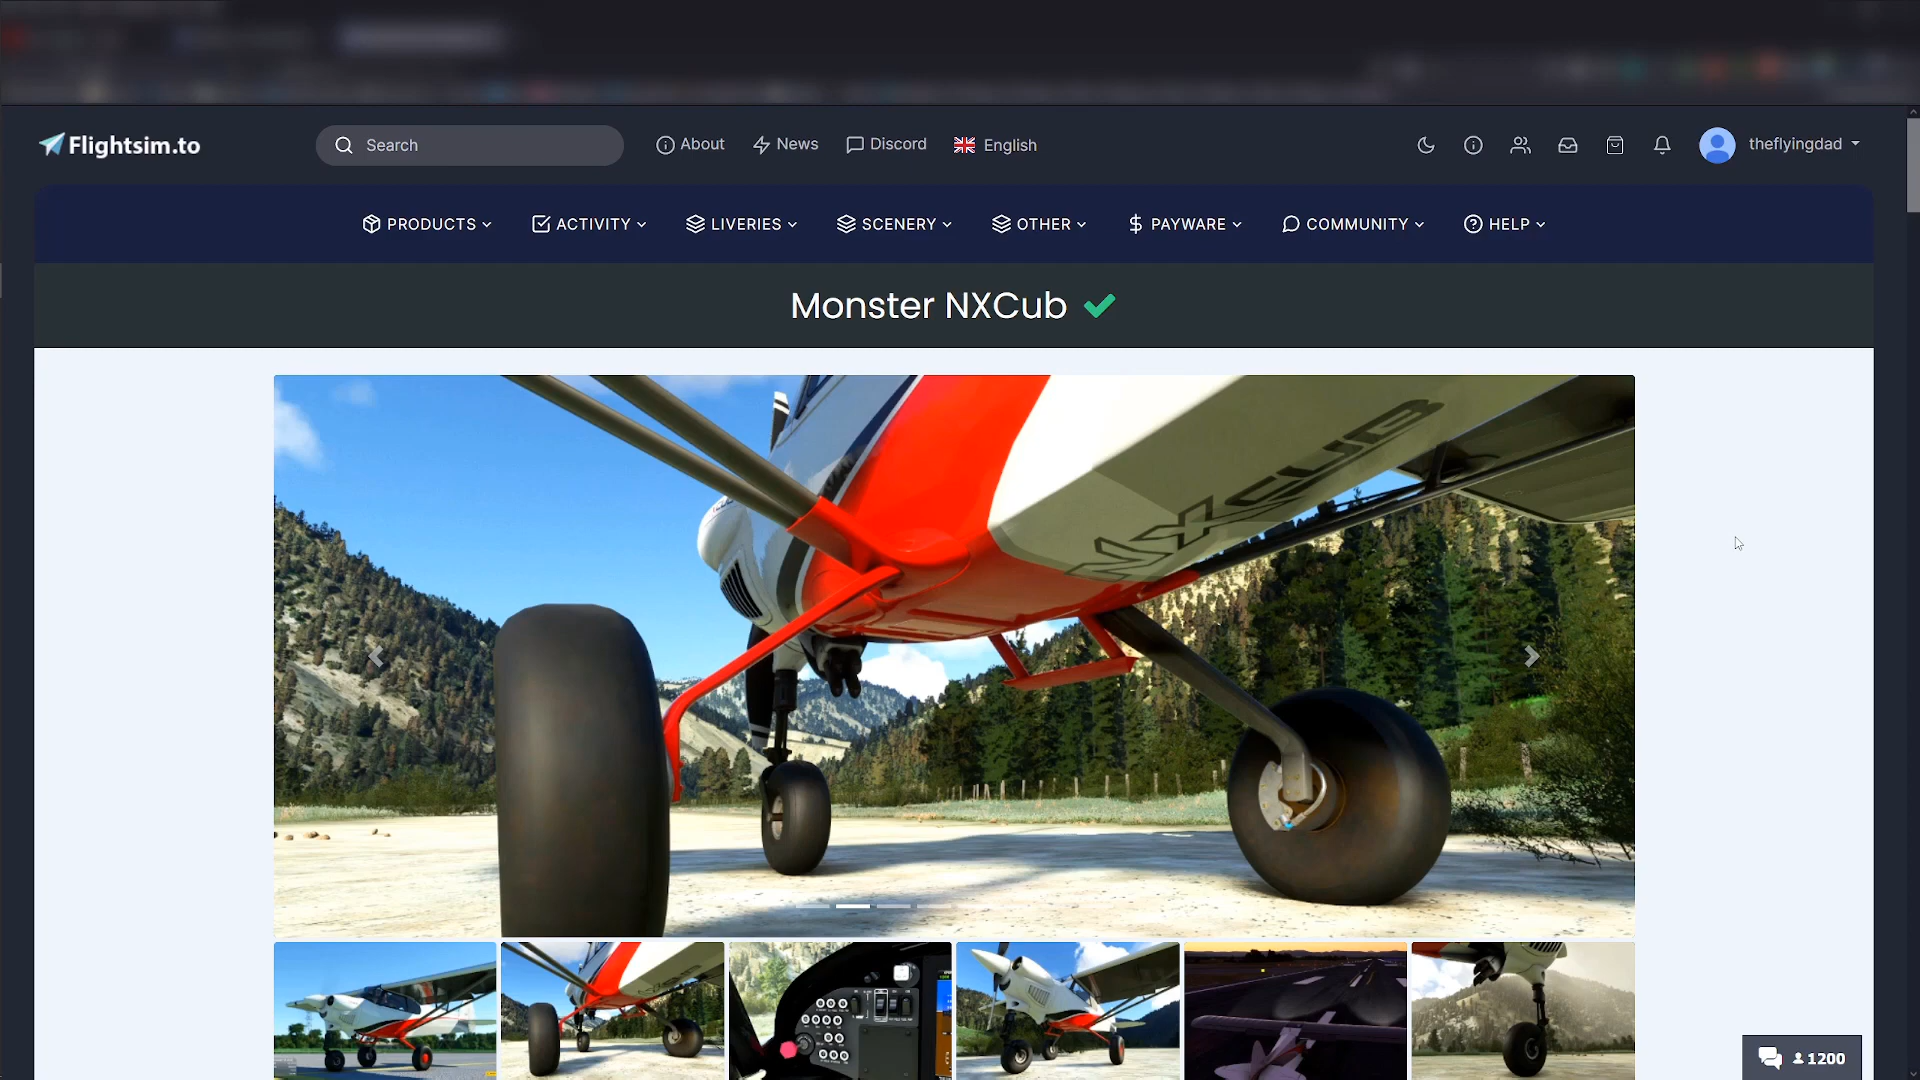 Flightsim.to
Search
About
News
Discord
English
theflyingdad
PRODUCTS
ACTIVITY
LIVERIES
SCENERY
OTHER
PAYWARE
COMMUNITY
HELP
Monster NXCub
NXCUB
1200